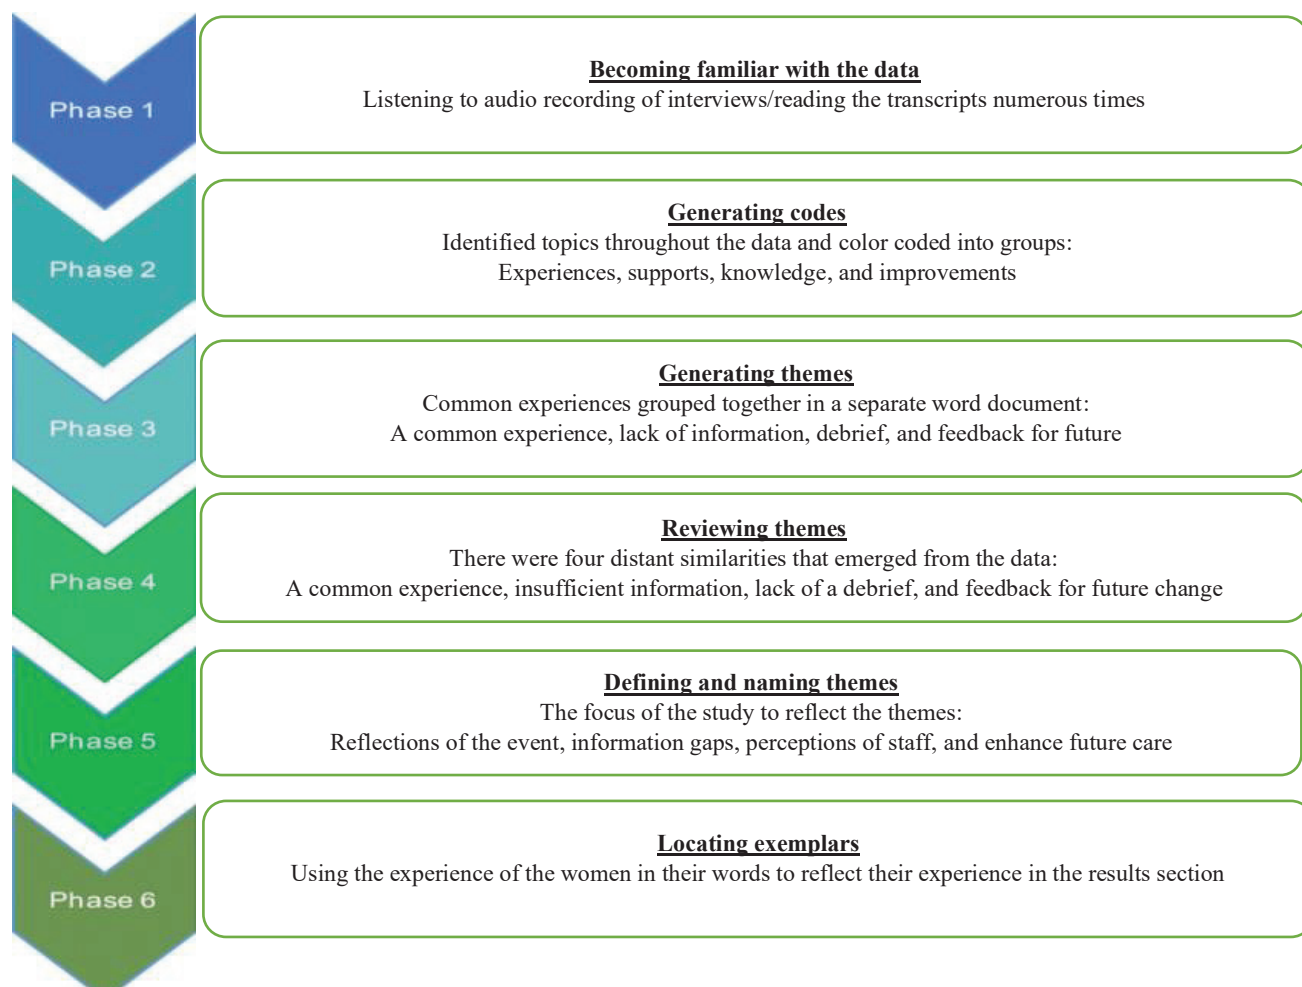 Phase 1
Becoming familiar with the data
Listening to audio recording of interviews/reading the transcripts numerous times
Phase 2
Generating codes
Identified topics throughout the data and color coded into groups:
Experiences, supports, knowledge, and improvements
Phase 3
Generating themes
Common experiences grouped together in a separate word document:
A common experience, lack of information, debrief, and feedback for future
Phase 4
Reviewing themes
There were four distant similarities that emerged from the data:
A common experience, insufficient information, lack of a debrief, and feedback for future change
Phase 5
Defining and naming themes
The focus of the study to reflect the themes:
Reflections of the event, information gaps, perceptions of staff, and enhance future care
Phase 6
Locating exemplars
Using the experience of the women in their words to reflect their experience in the results section